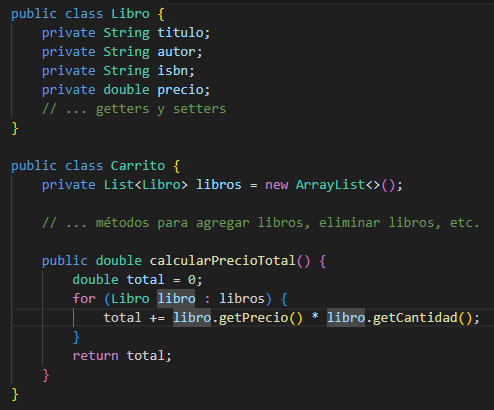 public class Libro {
    private String titulo;
    private String autor;
    private String isbn;
    private double precio;
    // ... getters y setters
}

public class Carrito {
    private List<Libro> libros = new ArrayList<>();

    // ... métodos para agregar libros, eliminar libros, etc.

    public double calcularPrecioTotal() {
        double total = 0;
        for (Libro libro : libros) {
            total += libro.getPrecio() * libro.getCantidad();
        }
        return total;
    }
}